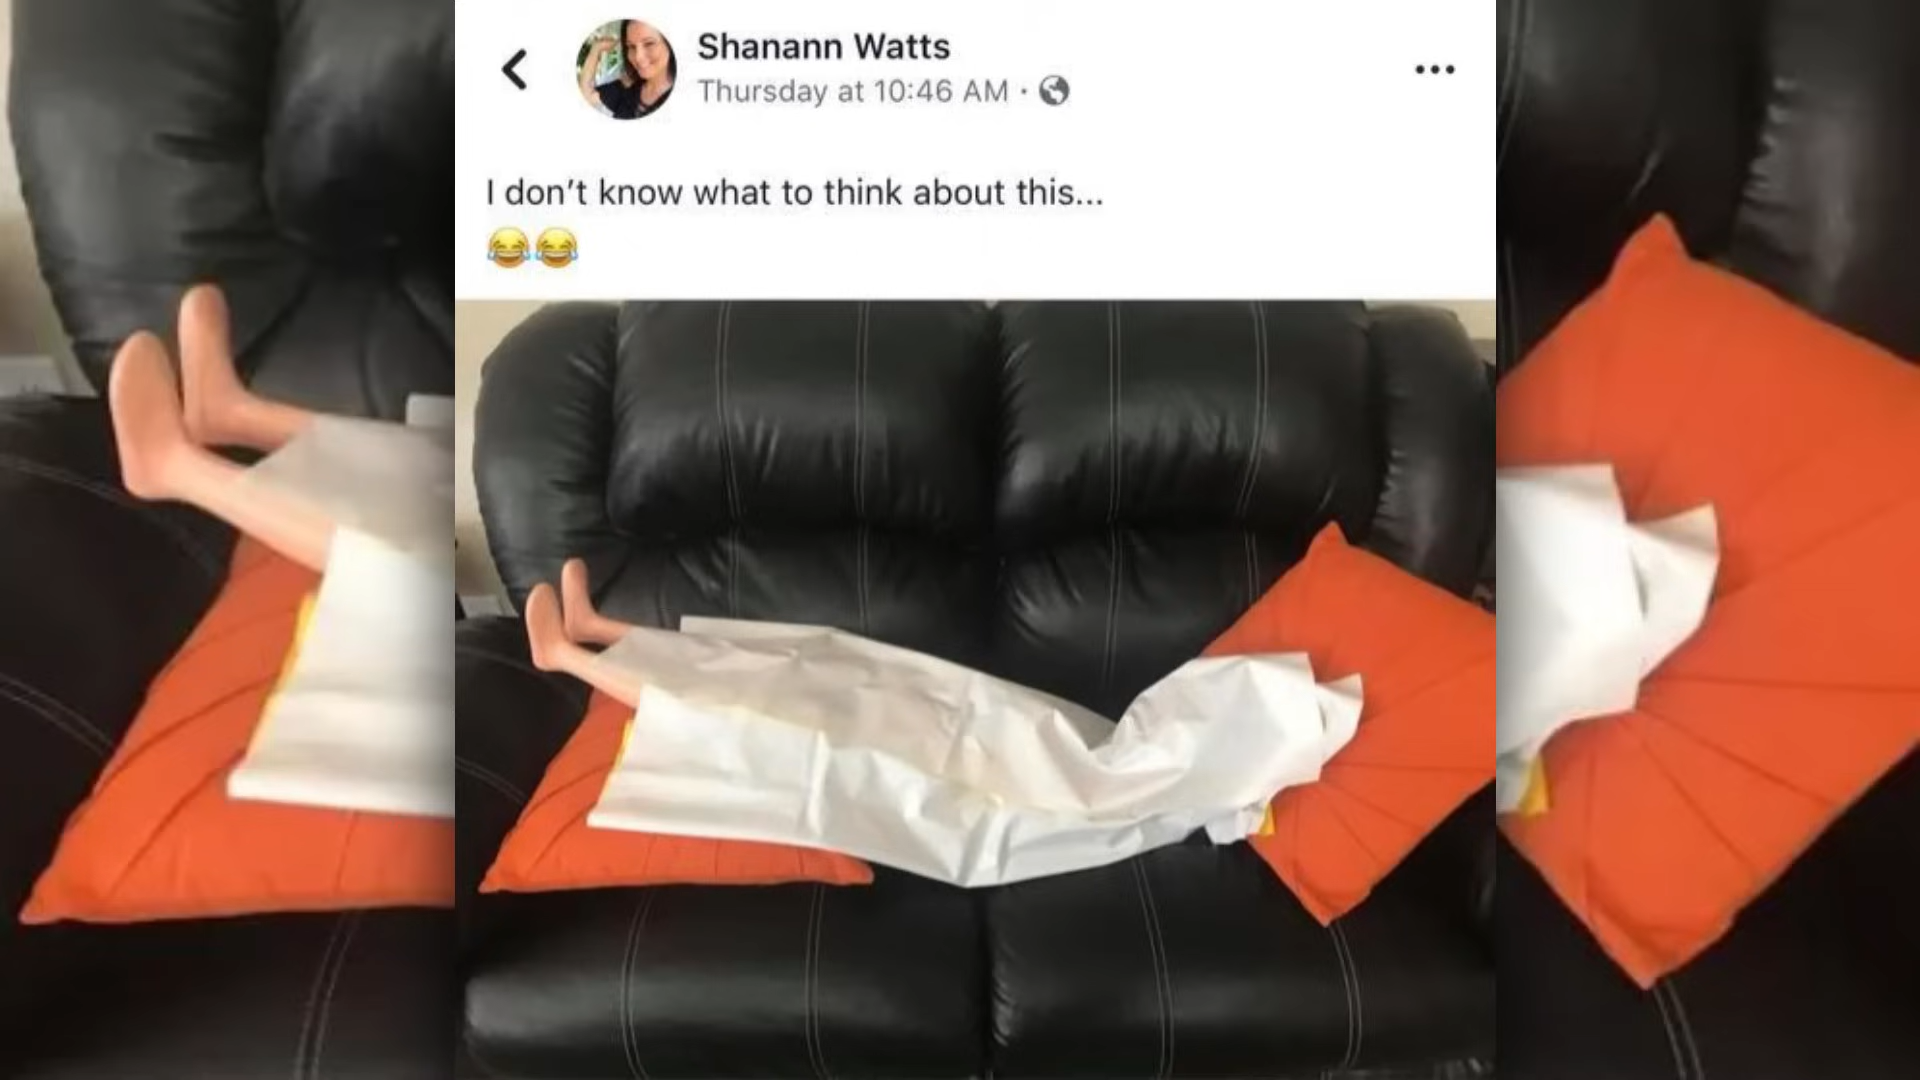 Shanann Watts
Thursday at 10:46 AM ·
I don't know what to think about this...
😂😂